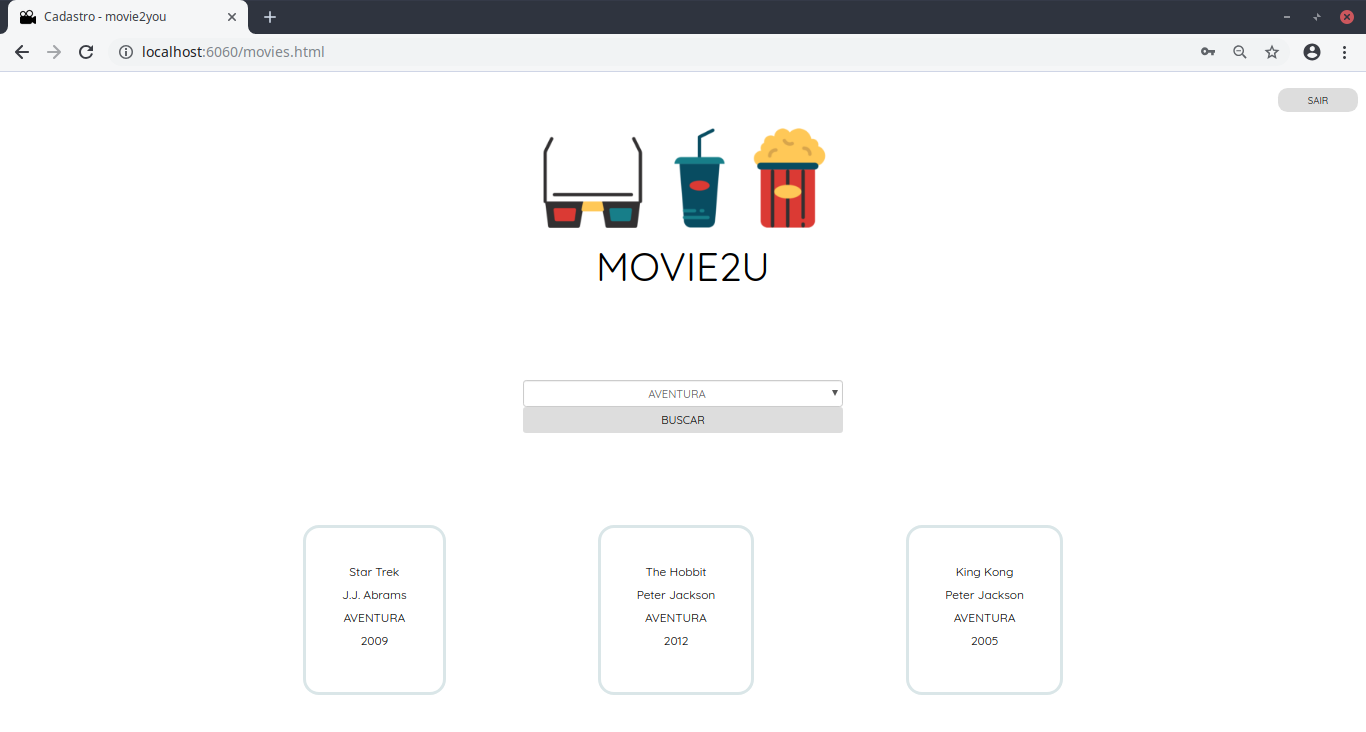 Cadastro - movie2you
localhost:6060/movies.html
SAIR
MOVIE2U
AVENTURA
BUSCAR
Star Trek
J.J. Abrams
AVENTURA
2009
The Hobbit
Peter Jackson
AVENTURA
2012
King Kong
Peter Jackson
AVENTURA
2005